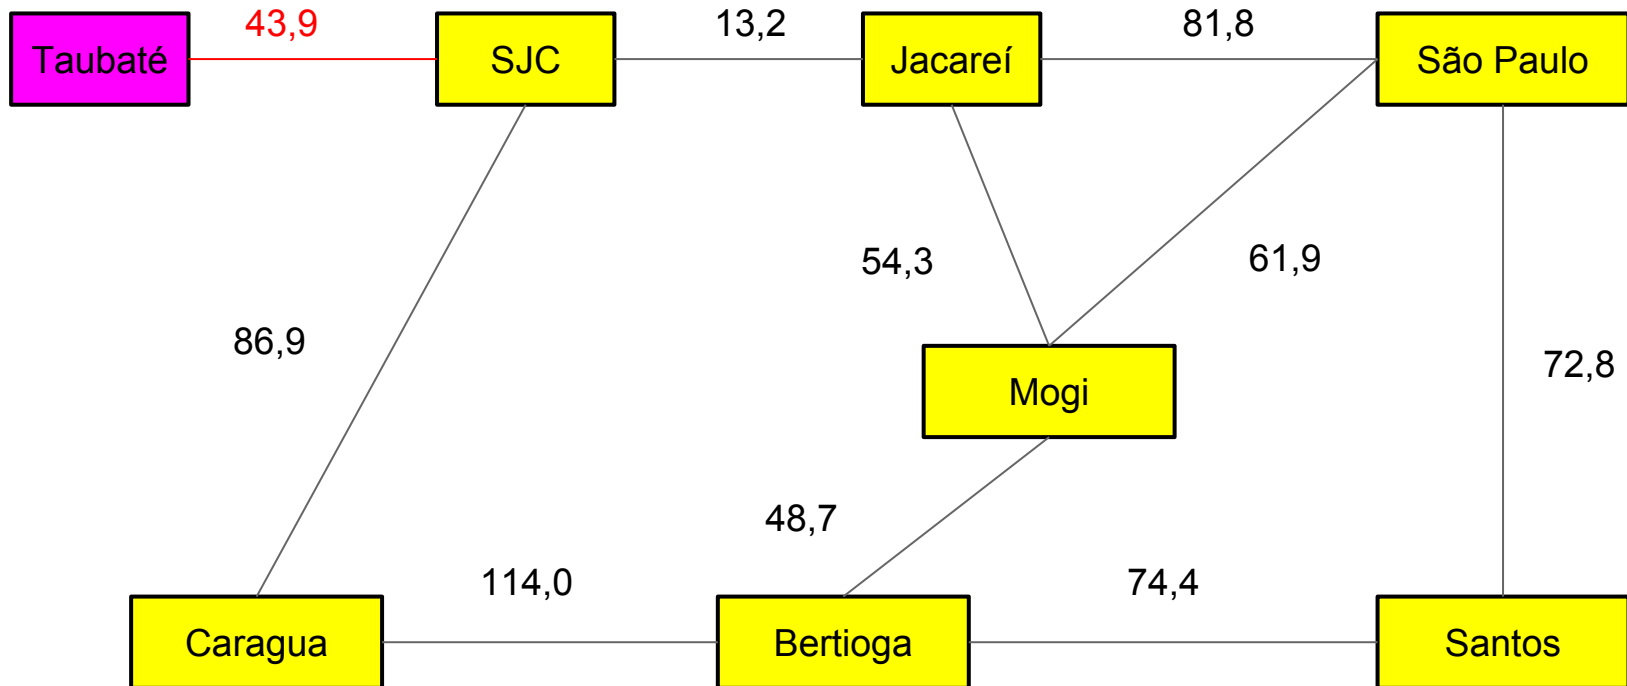 43,9
13,2
81,8
Taubaté
SJC
Jacareí
São Paulo
54,3
61,9
86,9
72,8
Mogi
48,7
114,0
74,4
Caragua
Bertioga
Santos